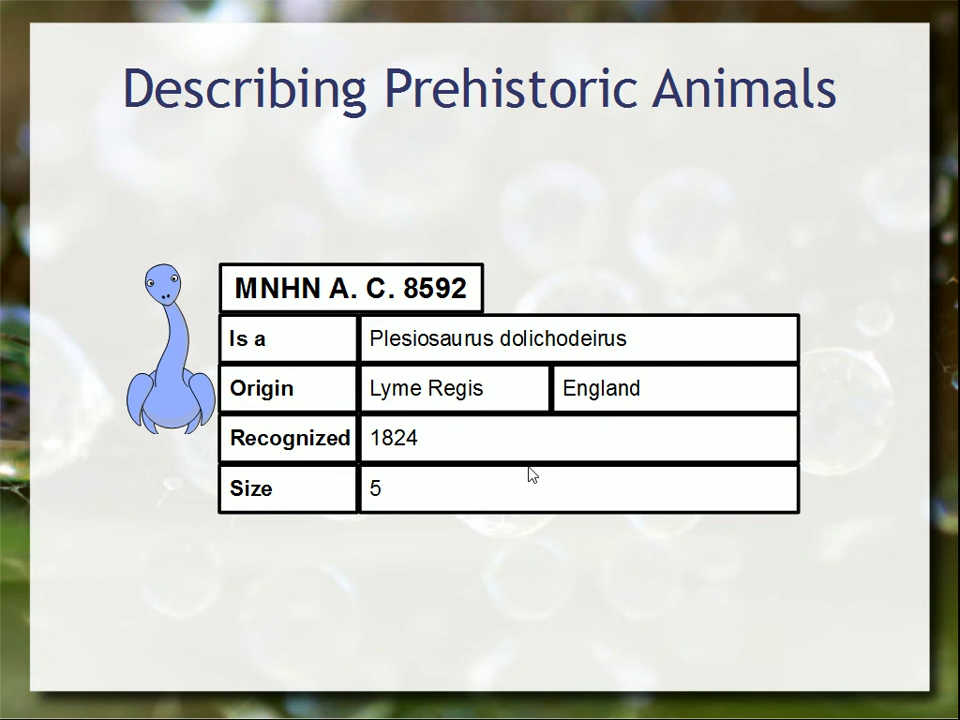 Describing Prehistoric Animals
MNHN A. C. 8592
Is a Plesiosaurus dolichodeirus
Origin Lyme Regis England
Recognized 1824
Size 5